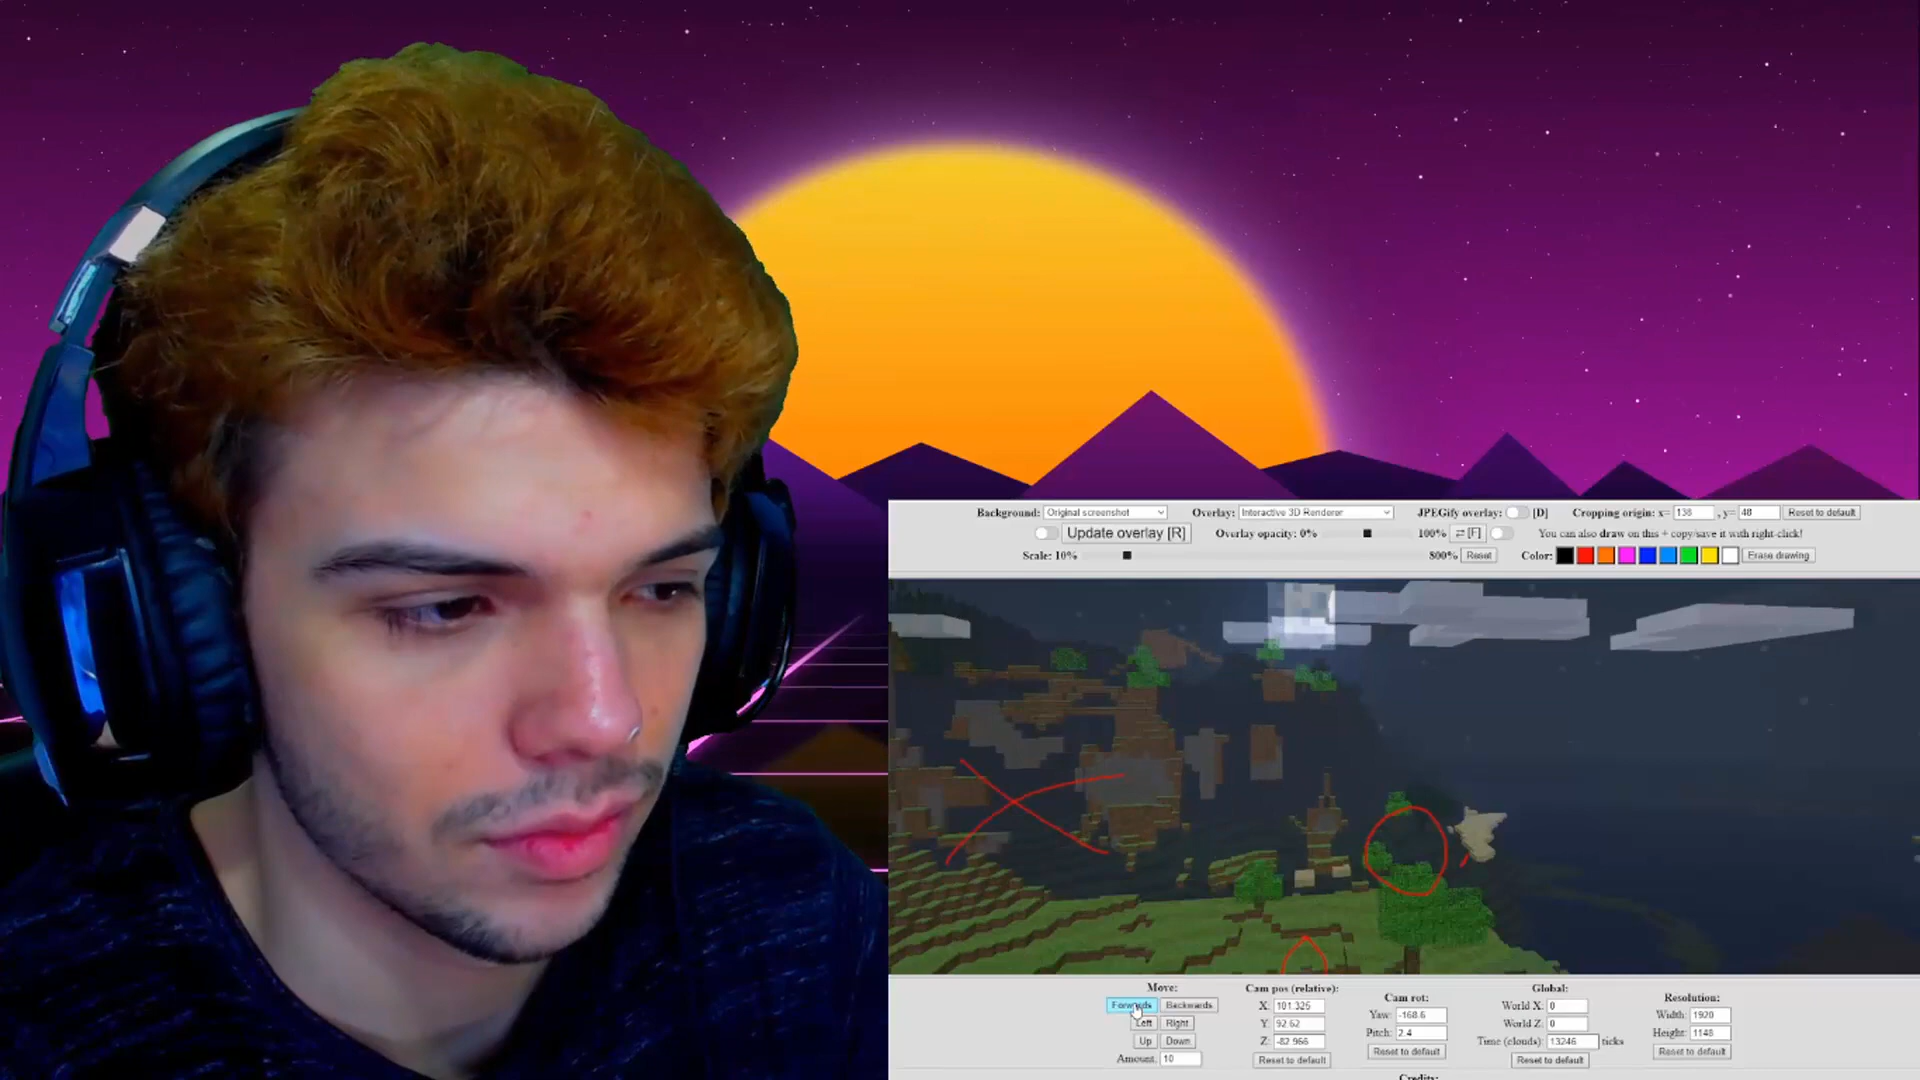 Background: Original screenshot Overlay: Interactive 3D Renderer JPEGify overlay: [D] Cropping origin: x= 138 , y= 48 Reset to default
Update overlay [R] Overlay opacity: 0% 100% ⇄ [F] You can also draw on this + copy/save it with right-click!
Scale: 10% 800% Reset Color: Erase drawing
Move:
Forwards Backwards
Left Right
Up Down
Amount: 10
Cam pos (relative):
X: 101.325
Y: 92.62
Z: -82.966
Reset to default
Cam rot:
Yaw: -168.6
Pitch: 2.4
Reset to default
Global:
World X: 0
World Z: 0
Time (clouds): 13246 ticks
Reset to default
Resolution:
Width: 1920
Height: 1148
Reset to default
Credits: